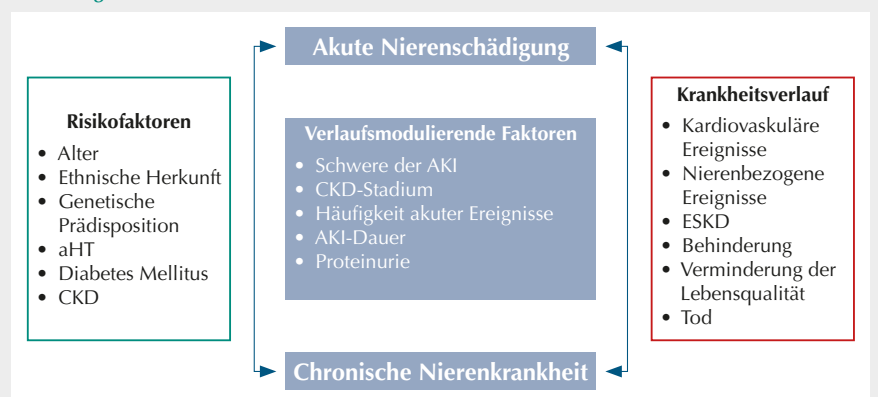 Akute Nierenschädigung
Risikofaktoren
• Alter
• Ethnische Herkunft
• Genetische
Prädisposition
• aHT
• Diabetes Mellitus
• CKD
Verlaufsmodulierende Faktoren
• Schwere der AKI
• CKD-Stadium
• Häufigkeit akuter Ereignisse
• AKI-Dauer
• Proteinurie
Krankheitsverlauf
• Kardiovaskuläre
Ereignisse
• Nierenbezogene
Ereignisse
• ESKD
• Behinderung
• Verminderung der
Lebensqualität
• Tod
Chronische Nierenkrankheit